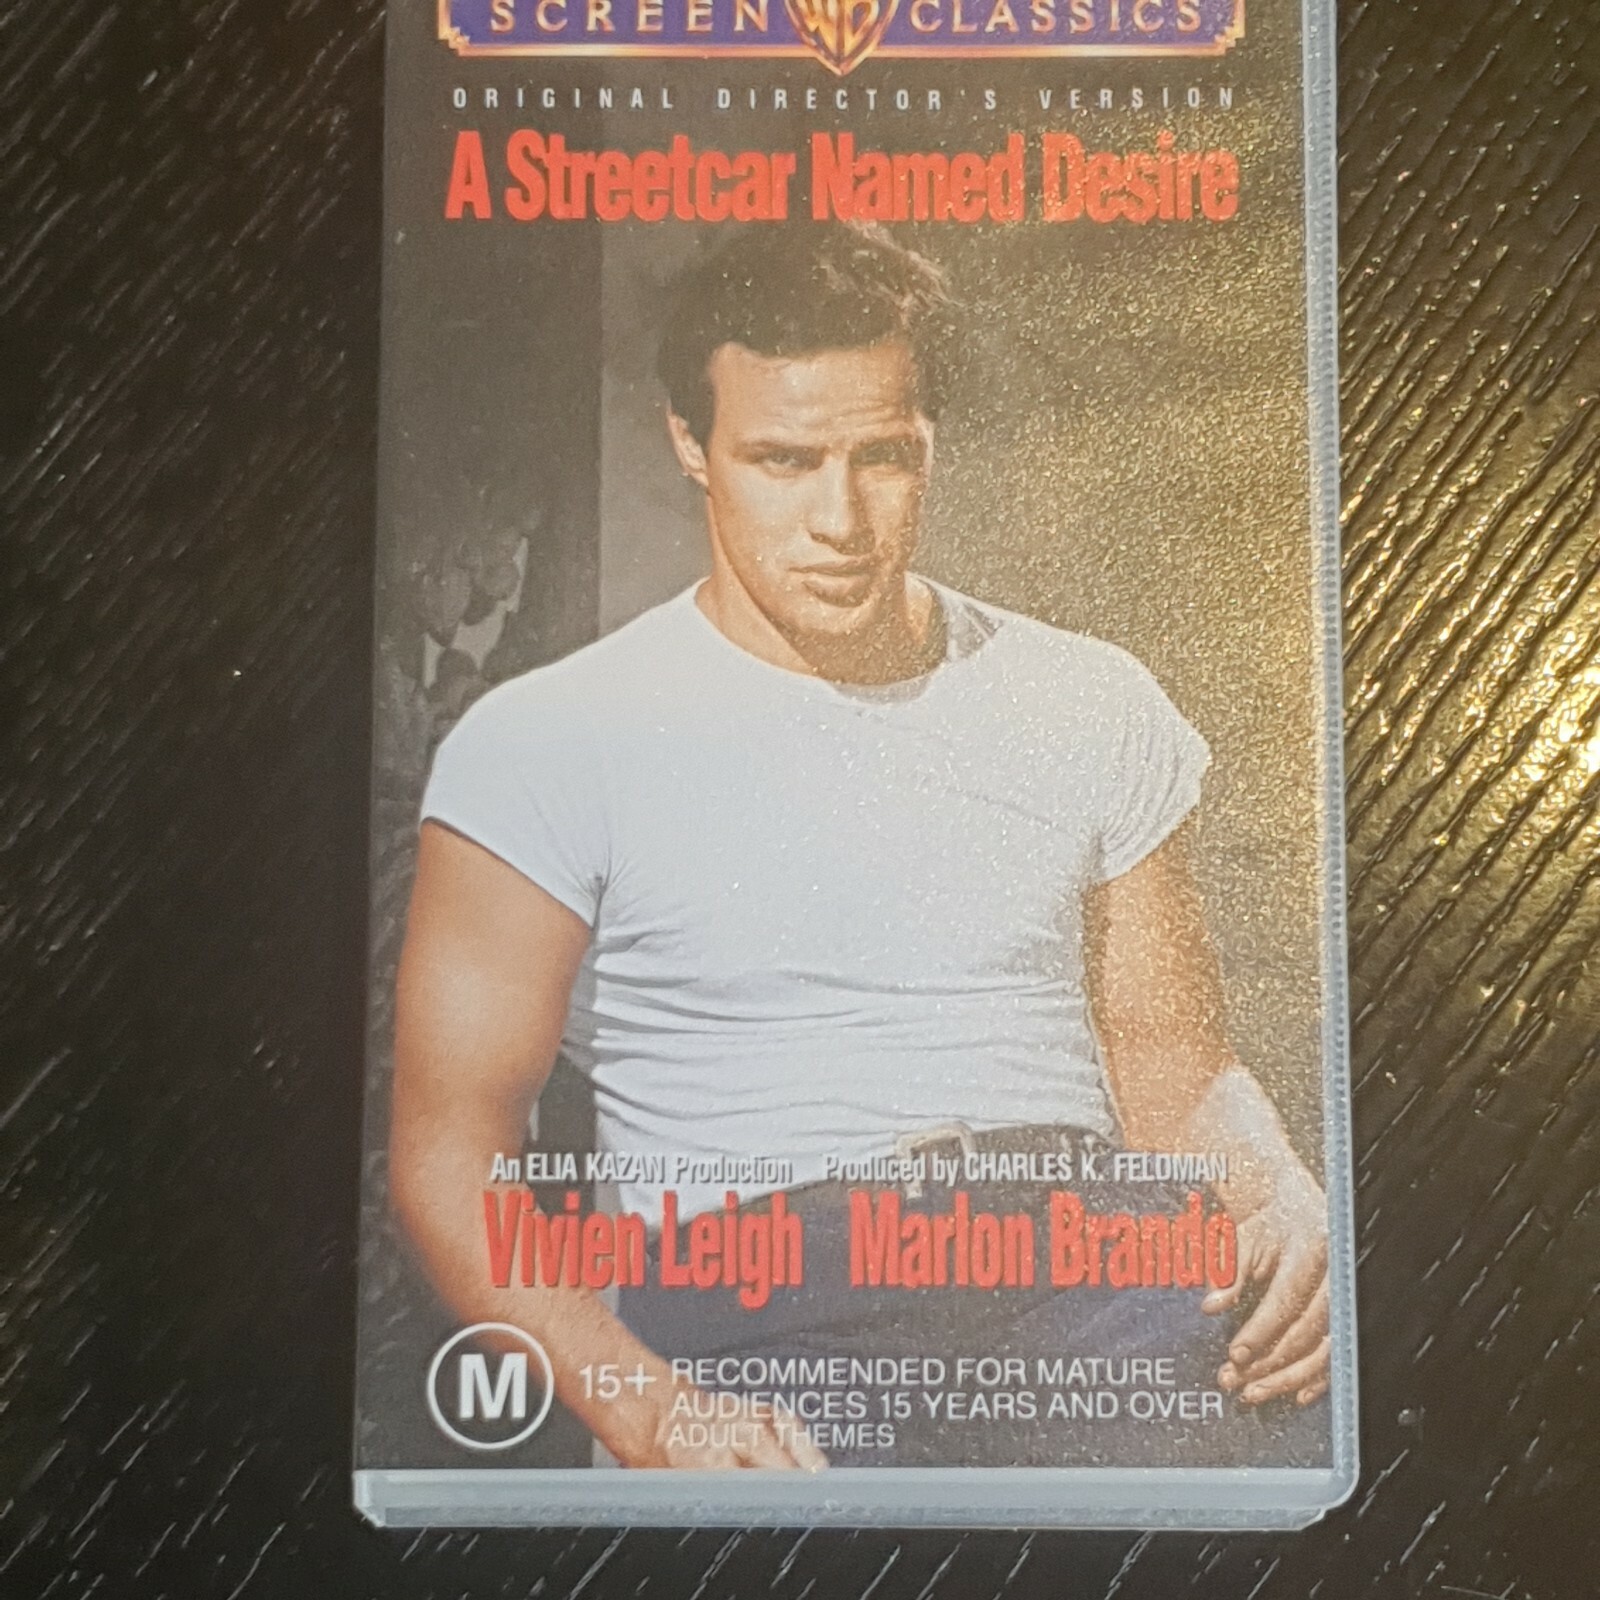 SCREEN WB CLASSICS
ORIGINAL DIRECTOR'S VERSION
A Streetcar Named Desire
An ELIA KAZAN Production Produced by CHARLES K. FELDMAN
Vivien Leigh Marlon Brando
M 15+ RECOMMENDED FOR MATURE
AUDIENCES 15 YEARS AND OVER
ADULT THEMES